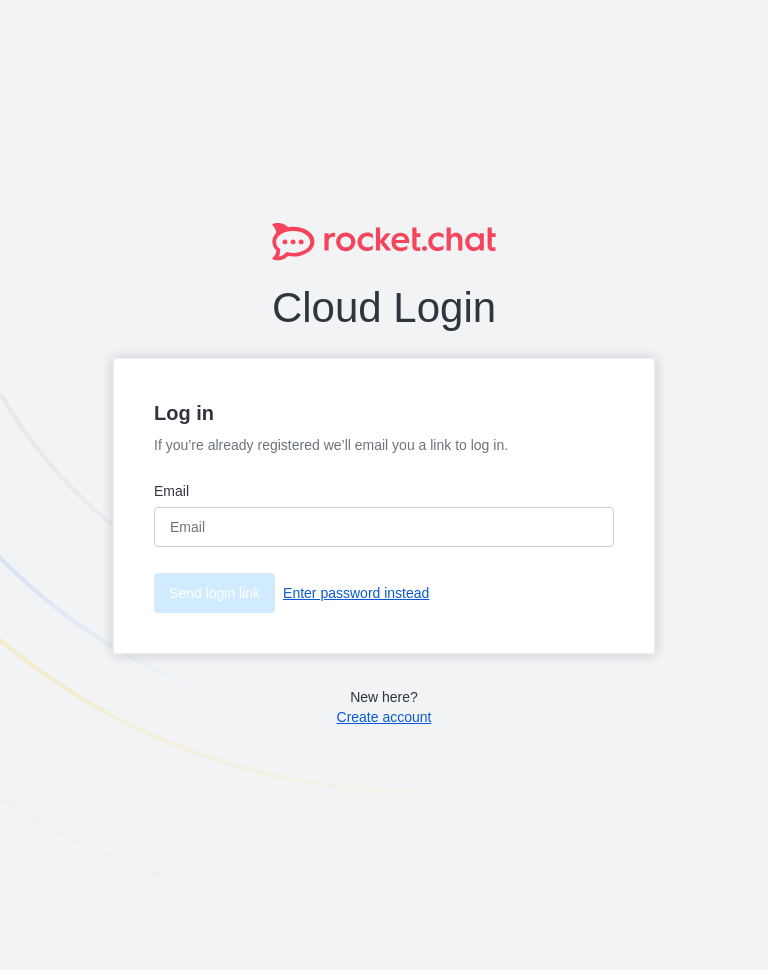 rocket.chat
Cloud Login
Log in
If you’re already registered we’ll email you a link to log in.
Email
Email
Send login link Enter password instead
New here?
Create account